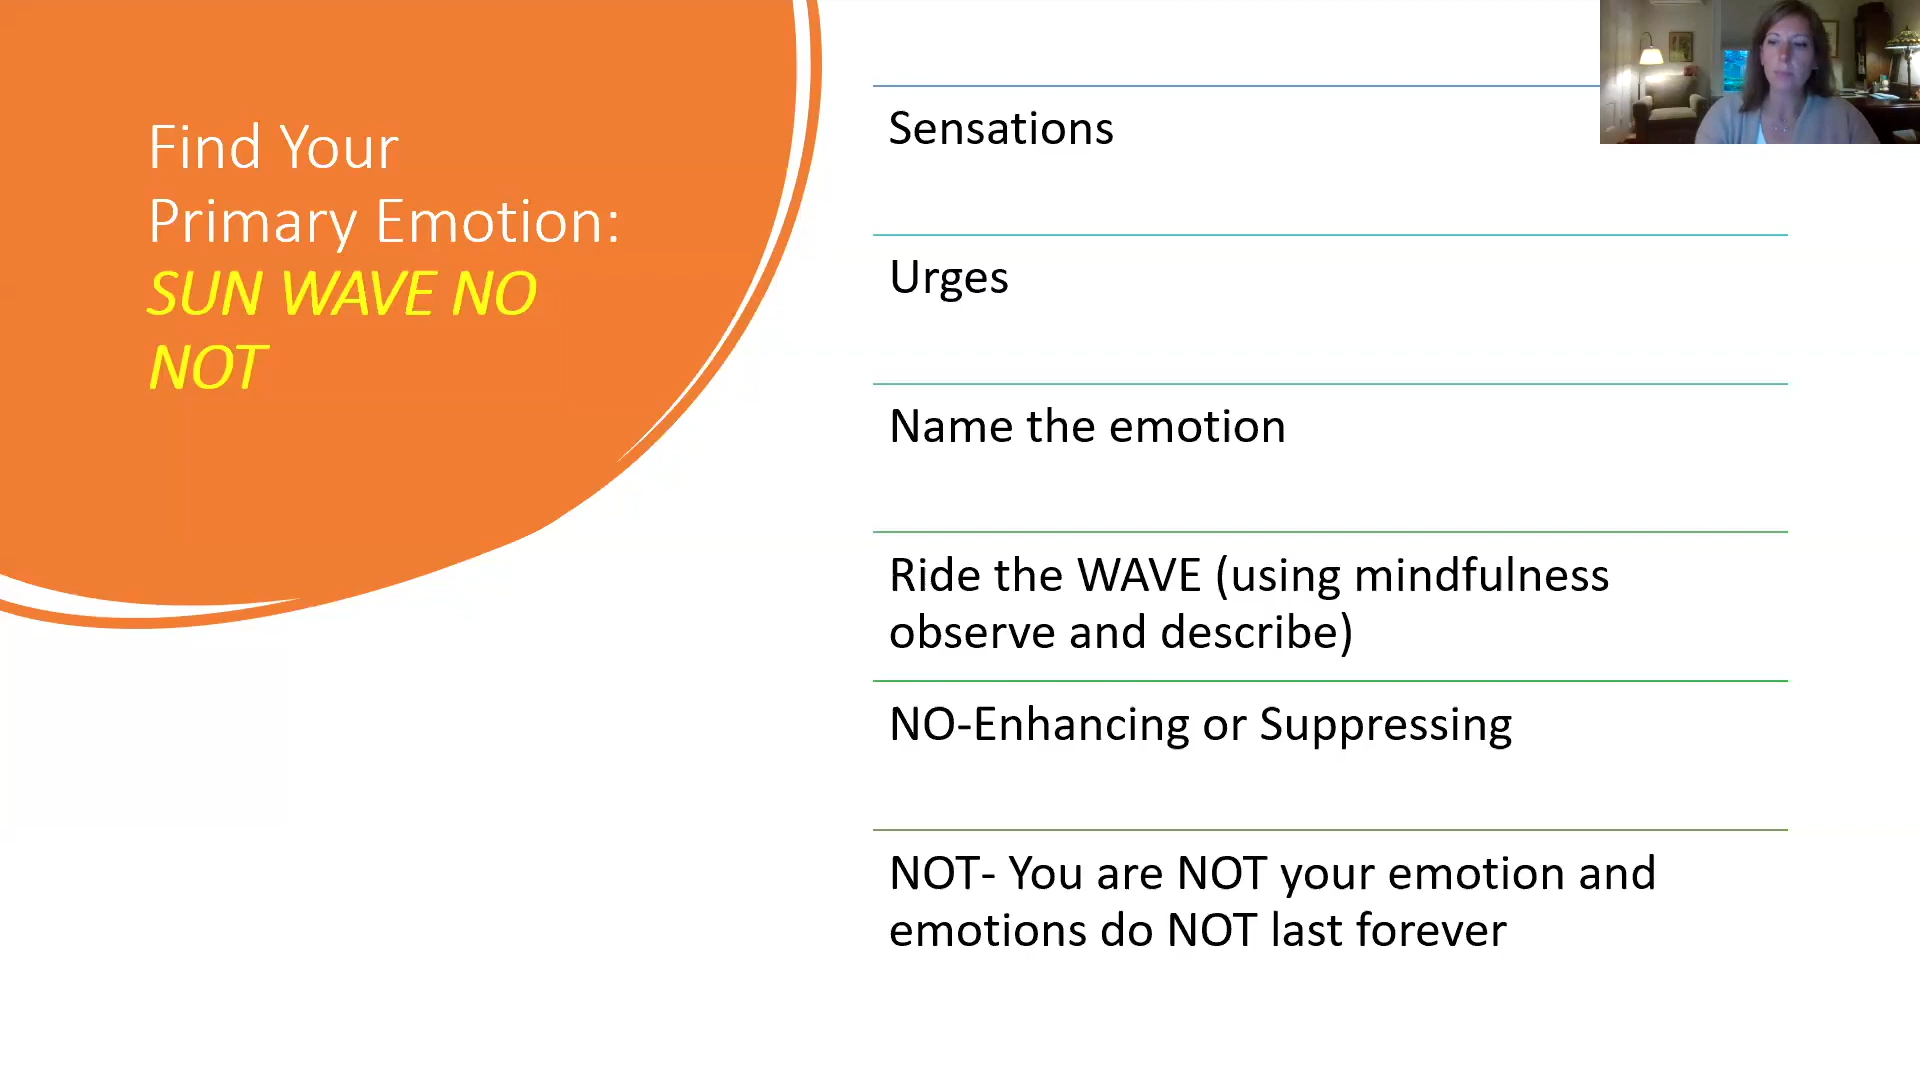 Find Your
Primary Emotion:
SUN WAVE NO
NOT
Sensations
Urges
Name the emotion
Ride the WAVE (using mindfulness
observe and describe)
NO-Enhancing or Suppressing
NOT- You are NOT your emotion and
emotions do NOT last forever